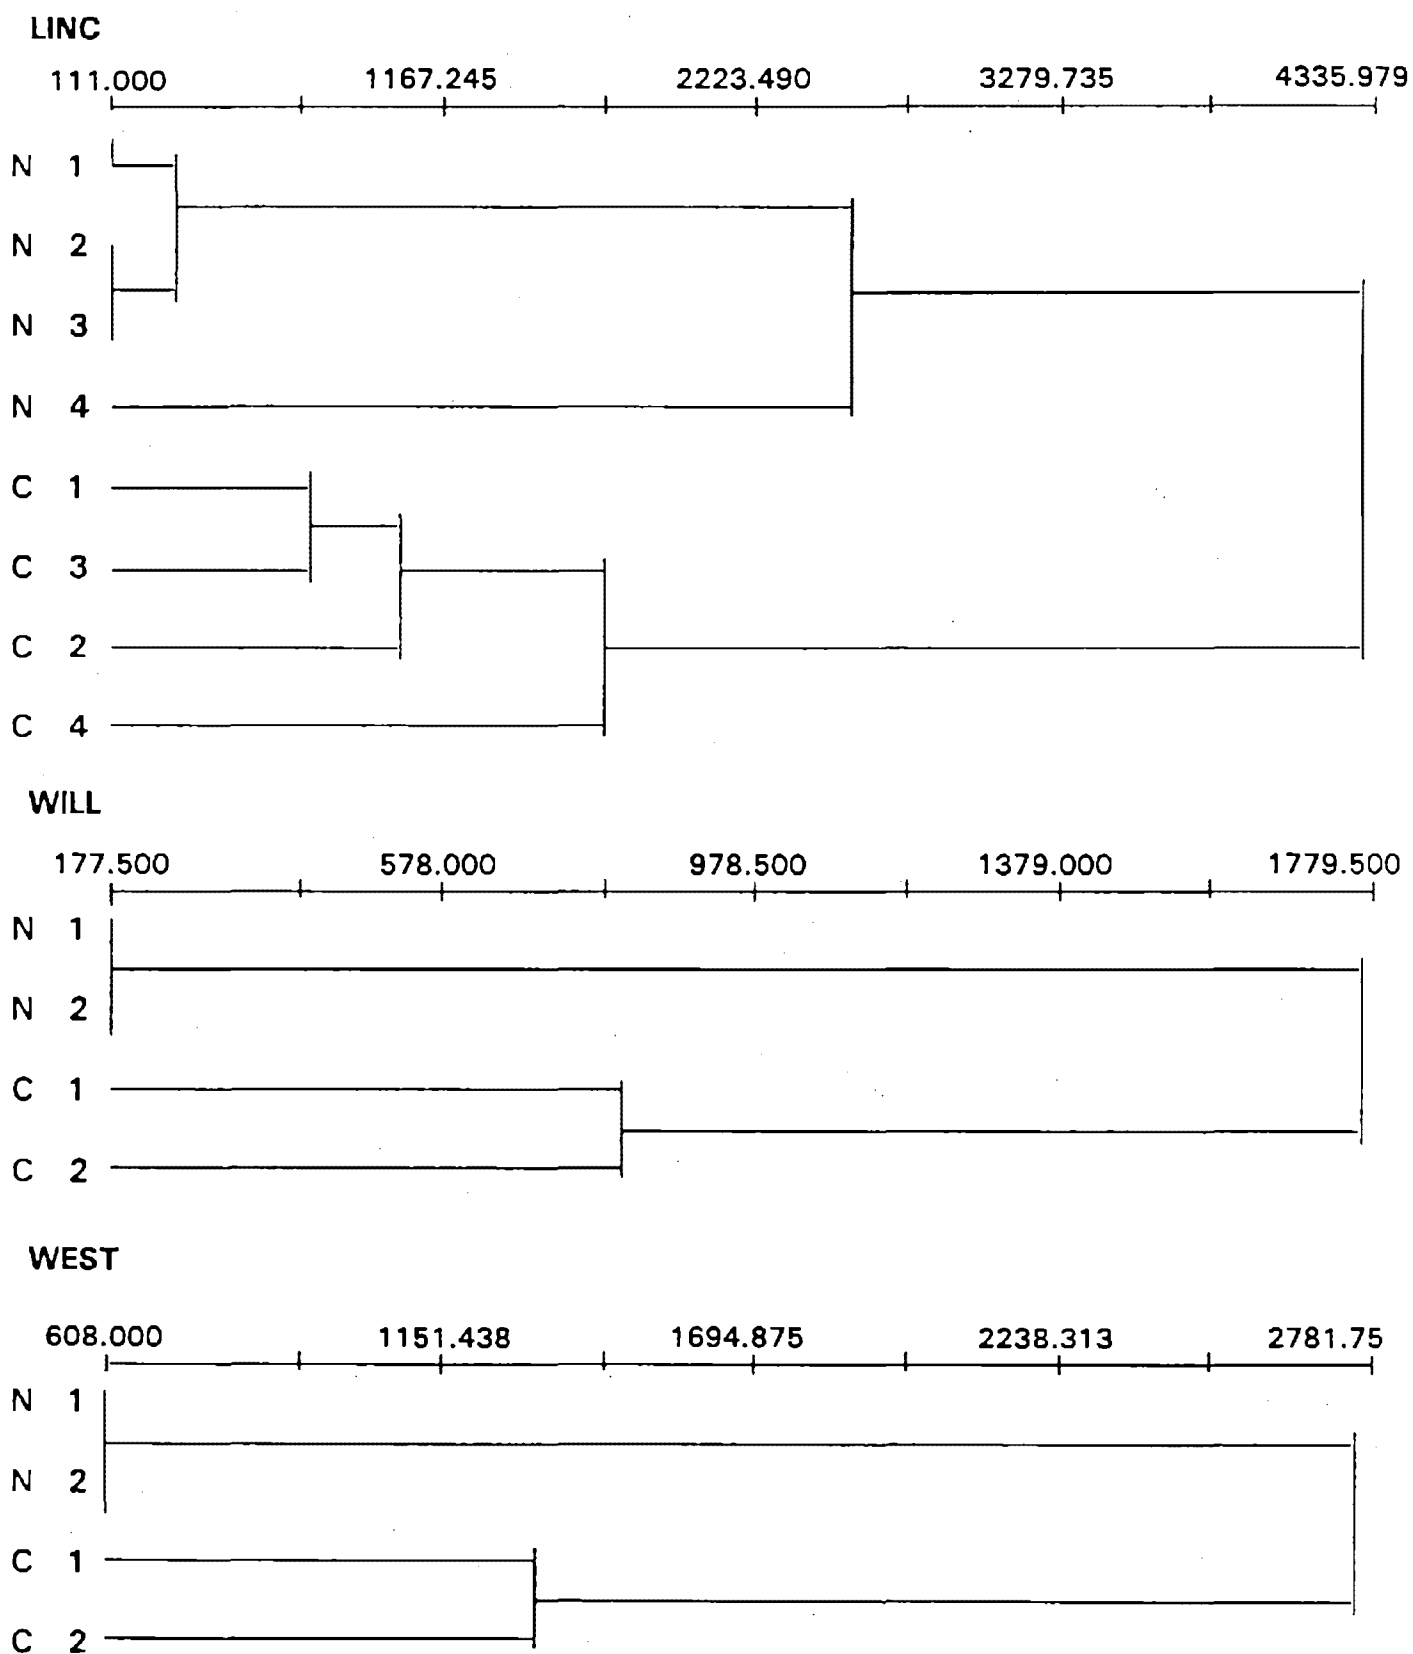 LINC
111.000 1167.245 2223.490 3279.735 4335.979
N 1
N 2
N 3
N 4
C 1
C 3
C 2
C 4
WILL
177.500 578.000 978.500 1379.000 1779.500
N 1
N 2
C 1
C 2
WEST
608.000 1151.438 1694.875 2238.313 2781.75
N 1
N 2
C 1
C 2